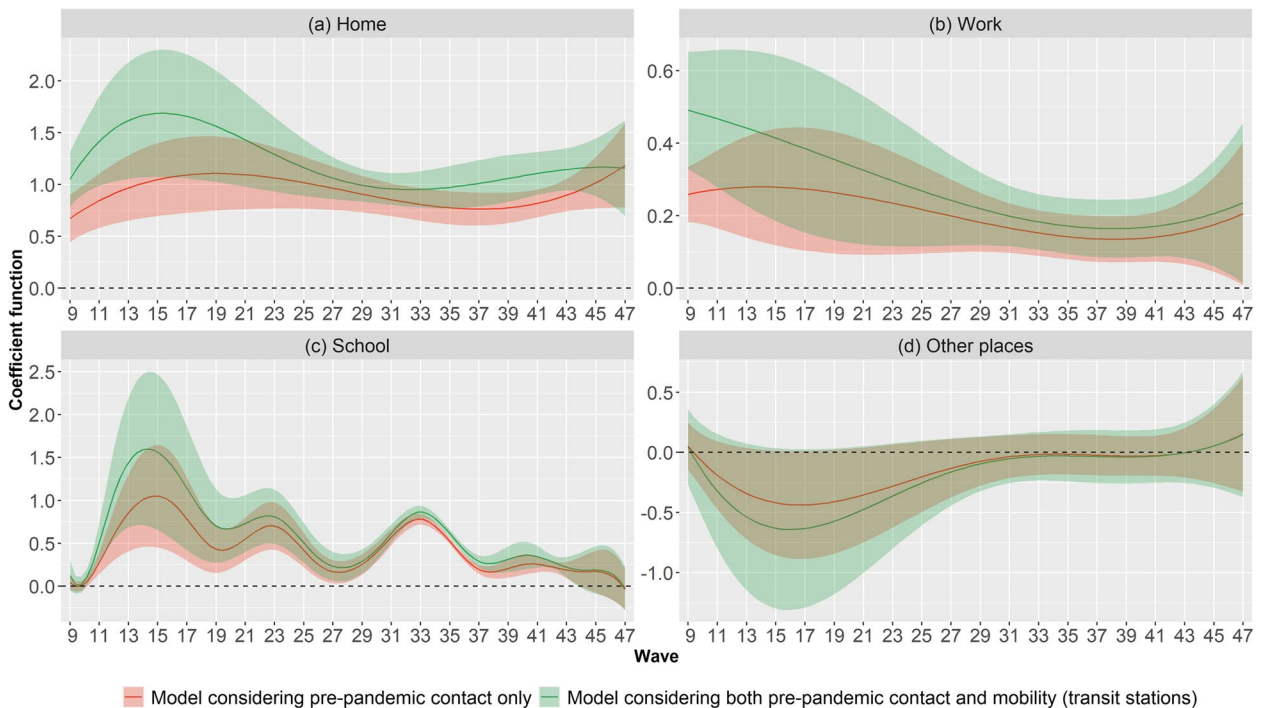 (a) Home
(b) Work
2.0
1.5
1.0
0.5
0.0
0.6
0.4
0.2
0.0
9 11 13 15 17 19 21 23 25 27 29 31 33 35 37 39 41 43 45 47
9 11 13 15 17 19 21 23 25 27 29 31 33 35 37 39 41 43 45 47
Coefficient function
(c) School
(d) Other places
2.5
2.0
1.5
1.0
0.5
0.0
0.5
0.0
-0.5
-1.0
9 11 13 15 17 19 21 23 25 27 29 31 33 35 37 39 41 43 45 47
9 11 13 15 17 19 21 23 25 27 29 31 33 35 37 39 41 43 45 47
Wave
Model considering pre-pandemic contact only
Model considering both pre-pandemic contact and mobility (transit stations)